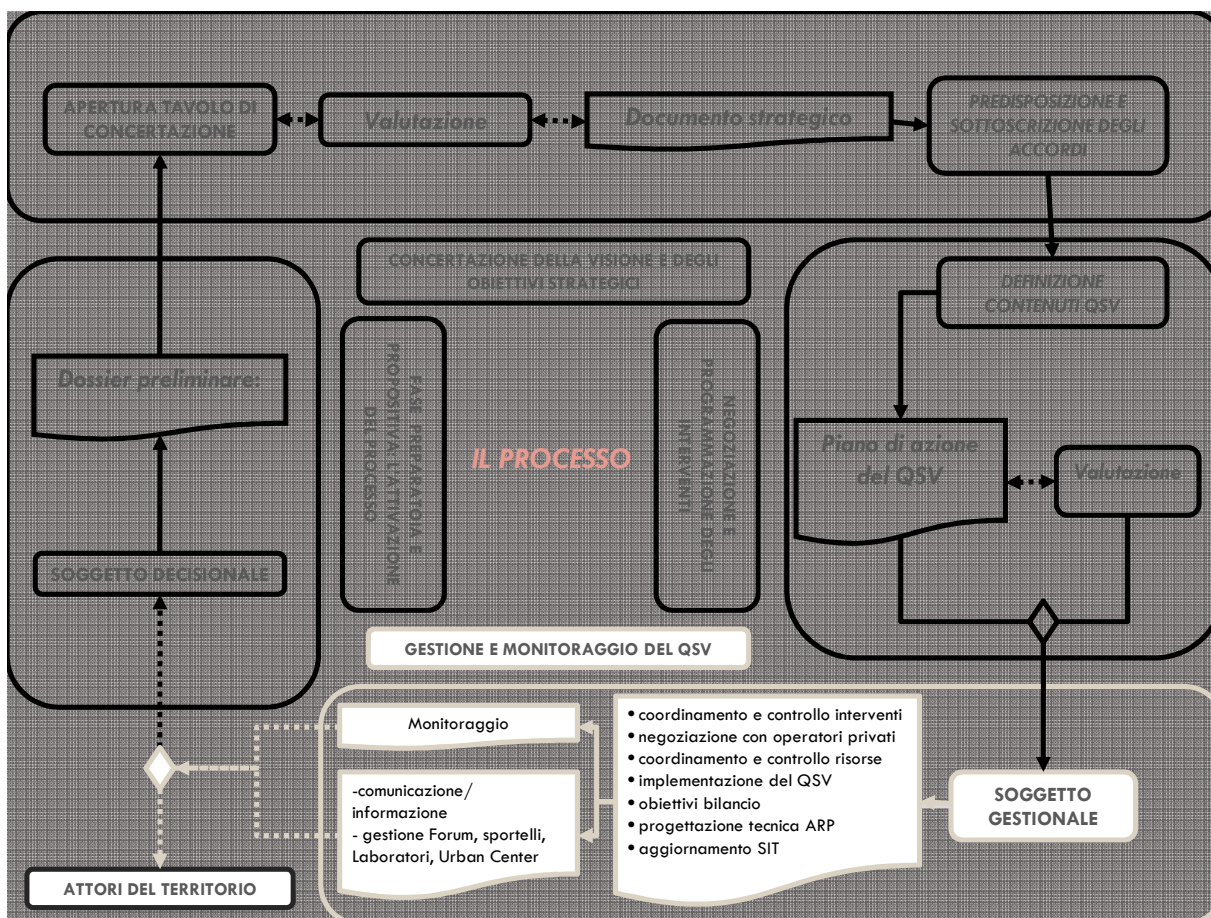 APERTURA TAVOLO DI
CONCERTAZIONE
Valutazione
Documento strategico
PREDISPOSIZIONE E
SOTTOSCRIZIONE DEGLI
ACCORDI
CONCERTAZIONE DELLA VISIONE E DEGLI
OBIETTIVI STRATEGICI
DEFINIZIONE
CONTENUTI QSV
Dossier preliminare:
FASE PREPARATOIA E
PROPOSITIVA: L'ATTIVAZIONE
DEL PROCESSO
IL PROCESSO
NEGOZIAZIONE E
PROGRAMMAZIONE DEGLI
INTERVENTI
Piano di azione
del QSV
Valutazione
SOGGETTO DECISIONALE
GESTIONE E MONITORAGGIO DEL QSV
Monitoraggio
-comunicazione/
informazione
- gestione Forum, sportelli,
Laboratori, Urban Center
• coordinamento e controllo interventi
• negoziazione con operatori privati
• coordinamento e controllo risorse
• implementazione del QSV
• obiettivi bilancio
• progettazione tecnica ARP
• aggiornamento SIT
SOGGETTO
GESTIONALE
ATTORI DEL TERRITORIO